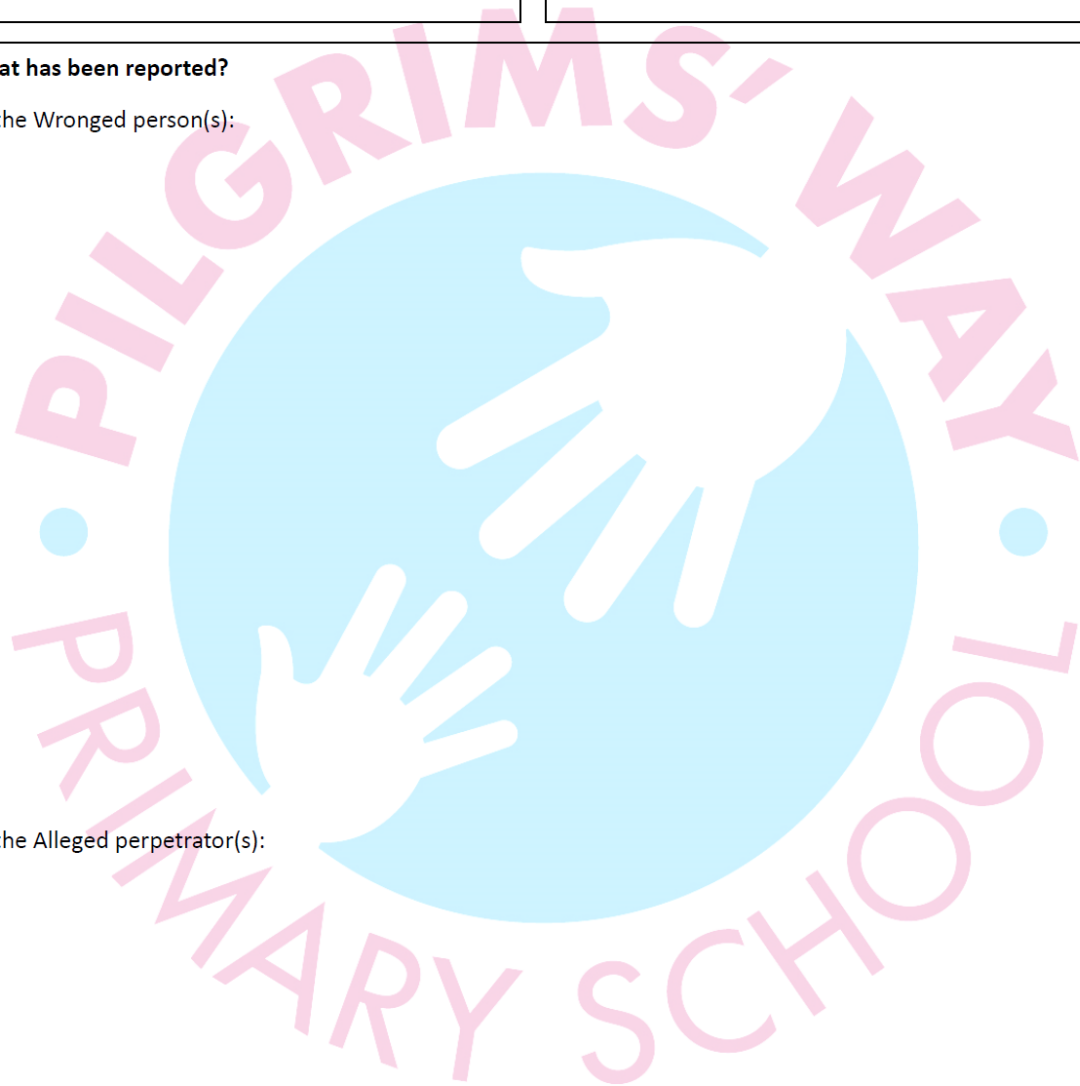 at has been reported?
the Wronged person(s):
the Alleged perpetrator(s):
PILGRIMS' WAY
PRIMARY SCHOOL